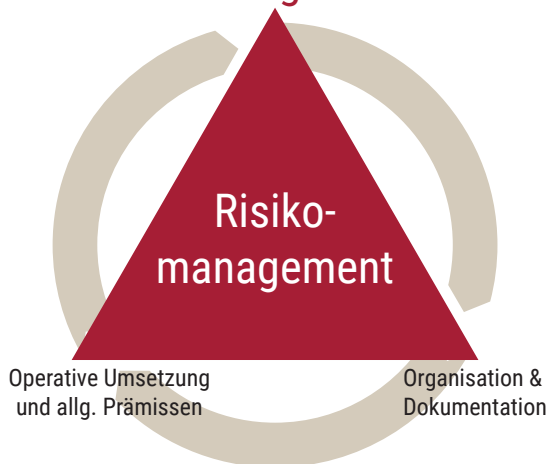 Risiko-
management
Operative Umsetzung
und allg. Prämissen
Organisation &
Dokumentation